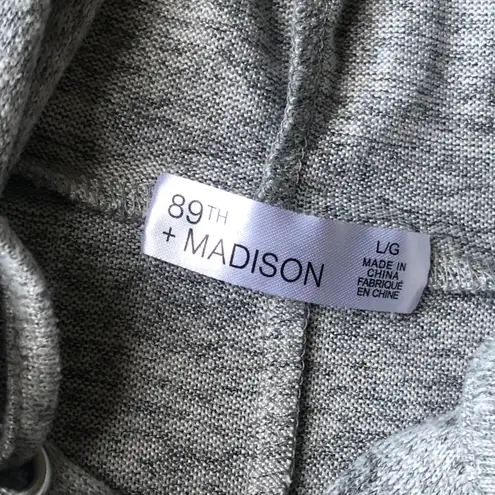 89TH
+ MADISON
L/G
MADE IN
CHINA
FABRIQUÉ
EN CHINE